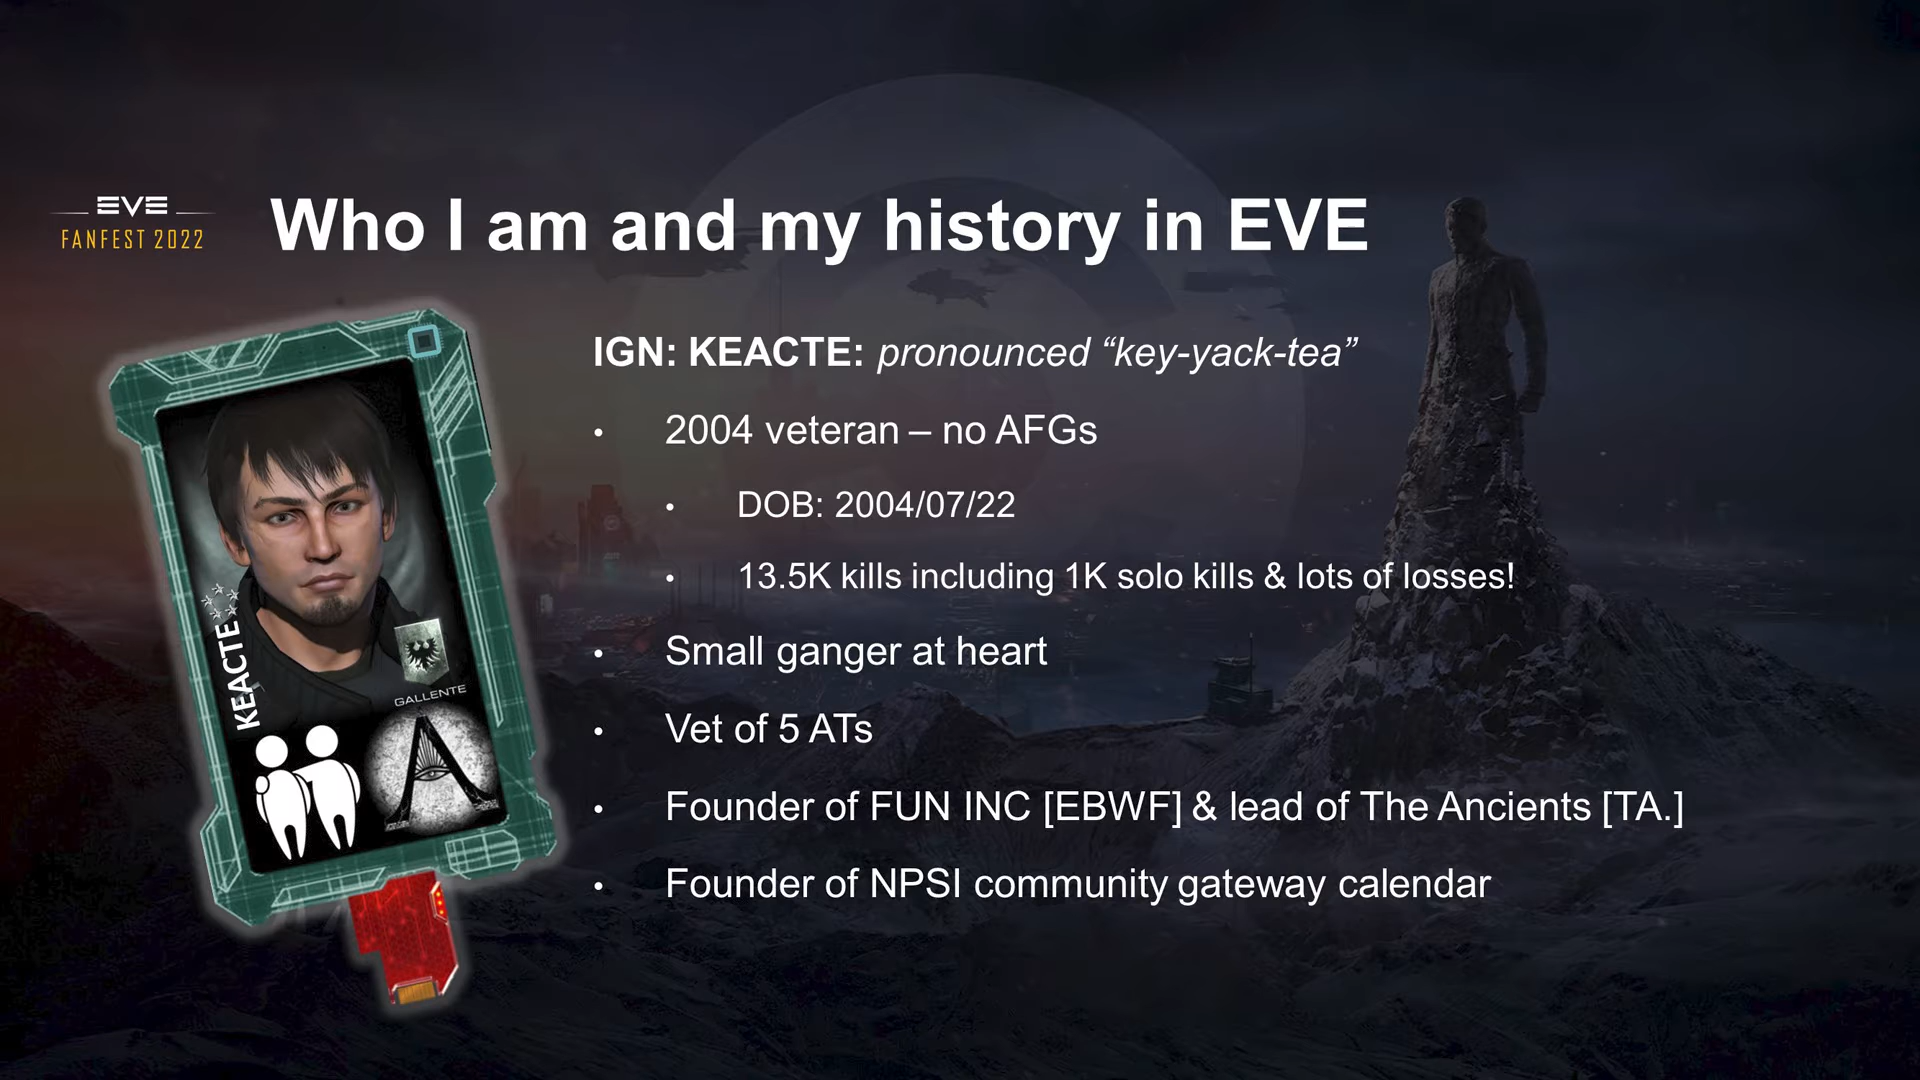 EVE
FANFEST 2022
Who I am and my history in EVE
IGN: KEACTE: pronounced “key-yack-tea”
• 2004 veteran – no AFGs
• DOB: 2004/07/22
• 13.5K kills including 1K solo kills & lots of losses!
• Small ganger at heart
• Vet of 5 ATs
• Founder of FUN INC [EBWF] & lead of The Ancients [TA.]
• Founder of NPSI community gateway calendar
KEACTE
GALLENTE